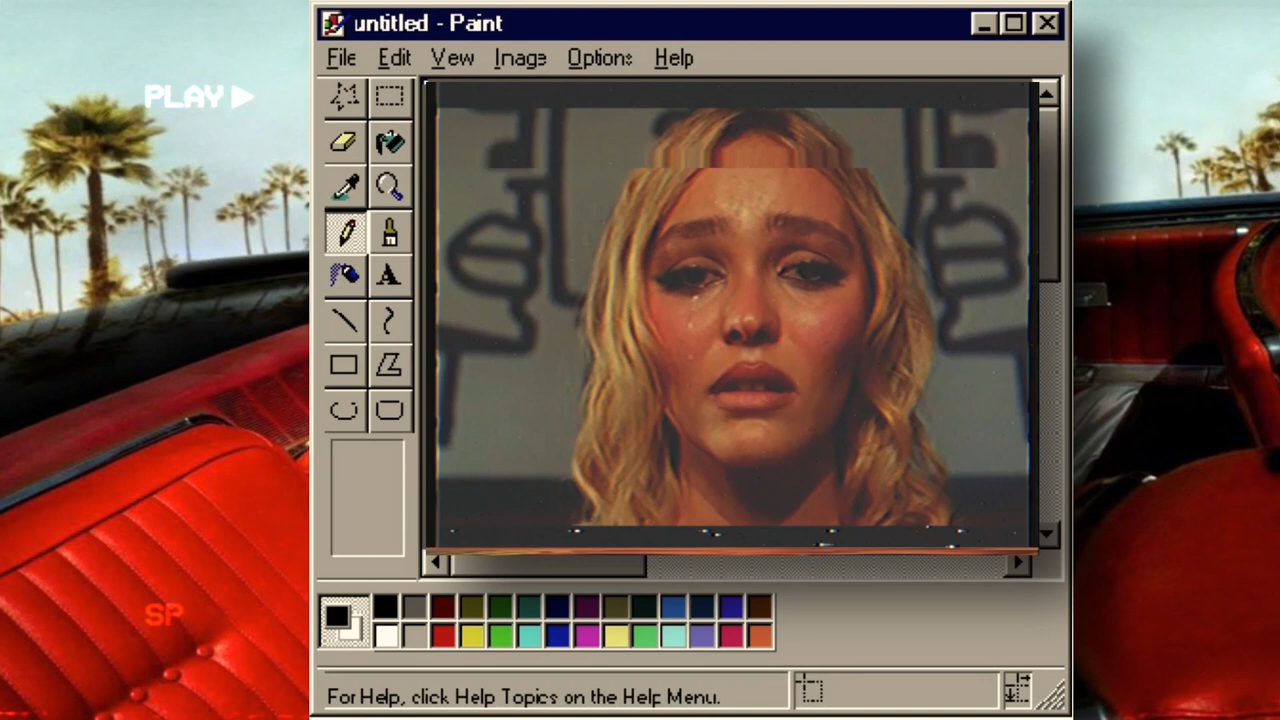 untitled - Paint
File Edit View Image Options Help
PLAY
A
SP
For Help, click Help Topics on the Help Menu.